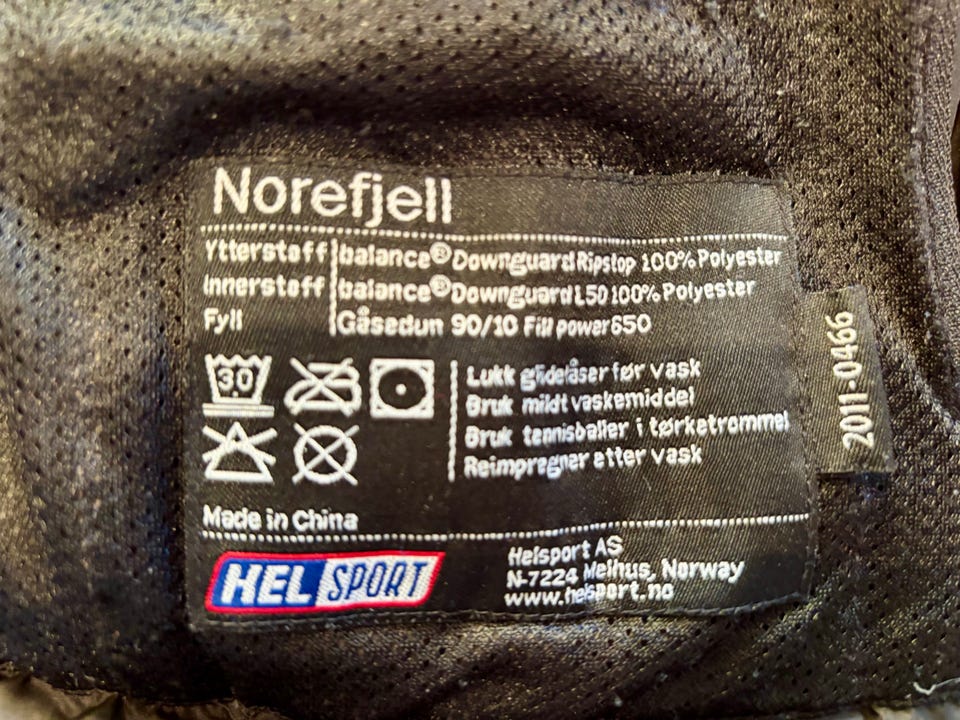 Norefjell
Ytterstoff balance® Downguard Ripstop 100% Polyester
Innerstoff balance® Downguard L50 100% Polyester
Fyll Gåsedun 90/10 Fill power 650
30
Lukk glidelåser før vask
Bruk mildt vaskemiddel
Bruk tennisballer i tørketrommel
Reimpregner etter vask
Made in China
HELSPORT
Helsport AS
N-7224 Melhus, Norway
www.helsport.no
2011-0466